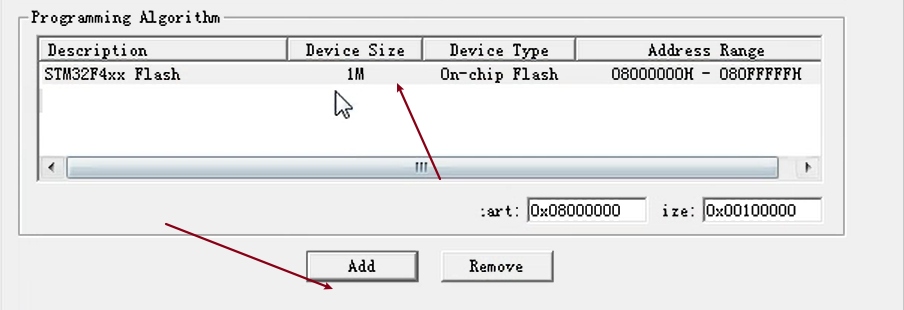 Programming Algorithm
Description Device Size Device Type Address Range
STM32F4xx Flash 1M On-chip Flash 08000000H - 080FFFFFH
:art: 0x08000000 ize: 0x00100000
Add Remove